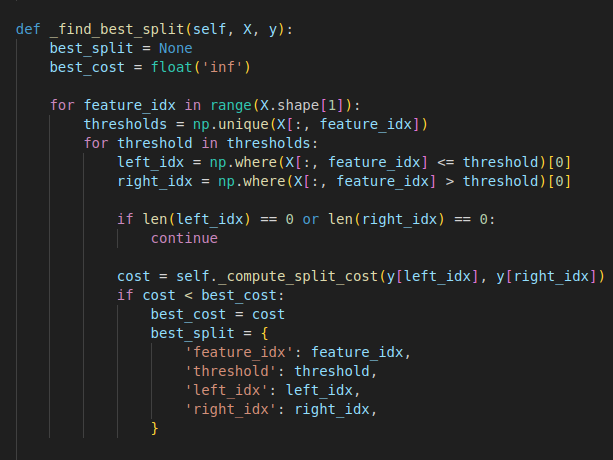 def _find_best_split(self, X, y):
    best_split = None
    best_cost = float('inf')

    for feature_idx in range(X.shape[1]):
        thresholds = np.unique(X[:, feature_idx])
        for threshold in thresholds:
            left_idx = np.where(X[:, feature_idx] <= threshold)[0]
            right_idx = np.where(X[:, feature_idx] > threshold)[0]

            if len(left_idx) == 0 or len(right_idx) == 0:
                continue

            cost = self._compute_split_cost(y[left_idx], y[right_idx])
            if cost < best_cost:
                best_cost = cost
                best_split = {
                    'feature_idx': feature_idx,
                    'threshold': threshold,
                    'left_idx': left_idx,
                    'right_idx': right_idx,
                }